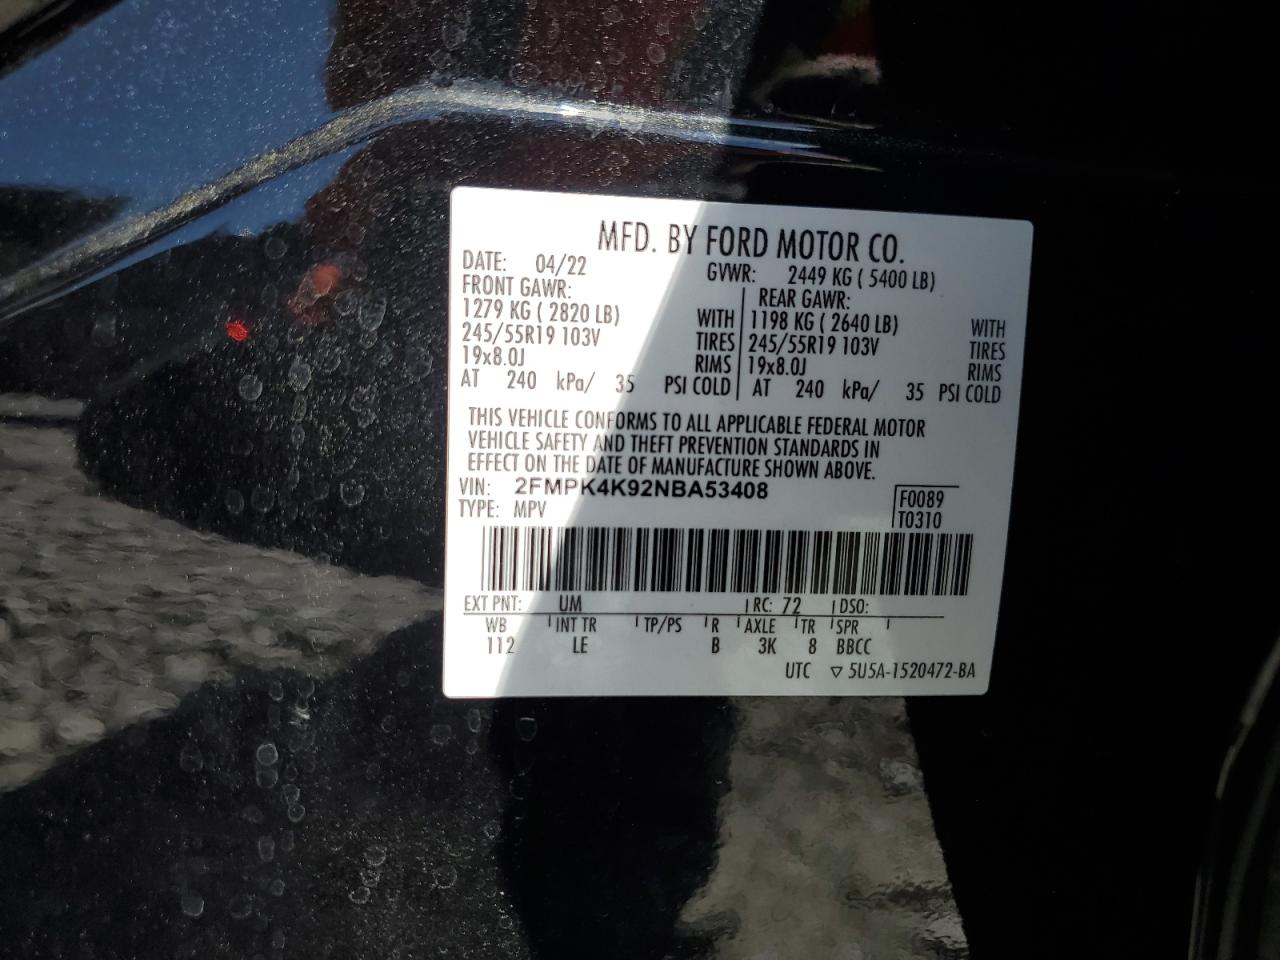 MFD. BY FORD MOTOR CO.
DATE: 04/22 GVWR: 2449 KG ( 5400 LB)
FRONT GAWR: REAR GAWR:
1279 KG ( 2820 LB) WITH 1198 KG ( 2640 LB) WITH
245/55R19 103V TIRES 245/55R19 103V TIRES
19x8.0J RIMS 19x8.0J RIMS
AT 240 kPa/ 35 PSI COLD AT 240 kPa/ 35 PSI COLD
THIS VEHICLE CONFORMS TO ALL APPLICABLE FEDERAL MOTOR
VEHICLE SAFETY AND THEFT PREVENTION STANDARDS IN
EFFECT ON THE DATE OF MANUFACTURE SHOWN ABOVE.
VIN: 2FMPK4K92NBA53408 F0089
TYPE: MPV T0310
EXT PNT: UM RC: 72 DSO:
WB INT TR TP/PS R AXLE TR SPR
112 LE B 3K 8 BBCC
UTC ▽ 5U5A-1520472-BA